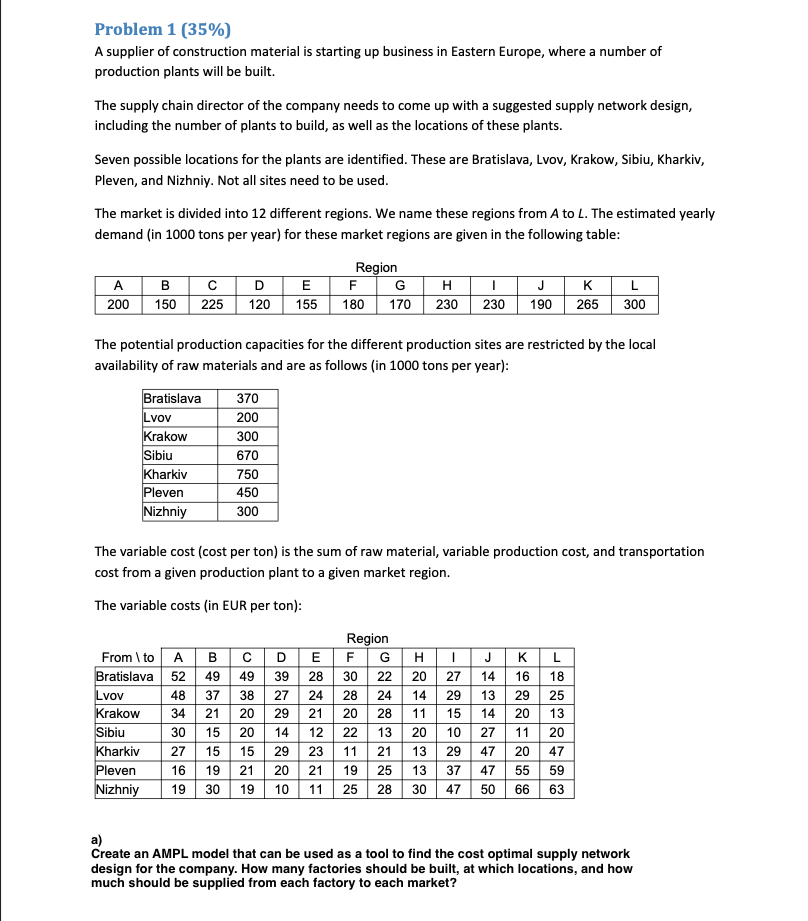 Problem 1 (35%)
A supplier of construction material is starting up business in Eastern Europe, where a number of
production plants will be built.
The supply chain director of the company needs to come up with a suggested supply network design,
including the number of plants to build, as well as the locations of these plants.
Seven possible locations for the plants are identified. These are Bratislava, Lvov, Krakow, Sibiu, Kharkiv,
Pleven, and Nizhniy. Not all sites need to be used.
The market is divided into 12 different regions. We name these regions from A to L. The estimated yearly
demand (in 1000 tons per year) for these market regions are given in the following table:
Region
A B C D E F G H I J K L
200 150 225 120 155 180 170 230 230 190 265 300
The potential production capacities for the different production sites are restricted by the local
availability of raw materials and are as follows (in 1000 tons per year):
Bratislava 370
Lvov 200
Krakow 300
Sibiu 670
Kharkiv 750
Pleven 450
Nizhniy 300
The variable cost (cost per ton) is the sum of raw material, variable production cost, and transportation
cost from a given production plant to a given market region.
The variable costs (in EUR per ton):
Region
From \ to A B C D E F G H I J K L
Bratislava 52 49 49 39 28 30 22 20 27 14 16 18
Lvov 48 37 38 27 24 28 24 14 29 13 29 25
Krakow 34 21 20 29 21 20 28 11 15 14 20 13
Sibiu 30 15 20 14 12 22 13 20 10 27 11 20
Kharkiv 27 15 15 29 23 11 21 13 29 47 20 47
Pleven 16 19 21 20 21 19 25 13 37 47 55 59
Nizhniy 19 30 19 10 11 25 28 30 47 50 66 63
a)
Create an AMPL model that can be used as a tool to find the cost optimal supply network
design for the company. How many factories should be built, at which locations, and how
much should be supplied from each factory to each market?